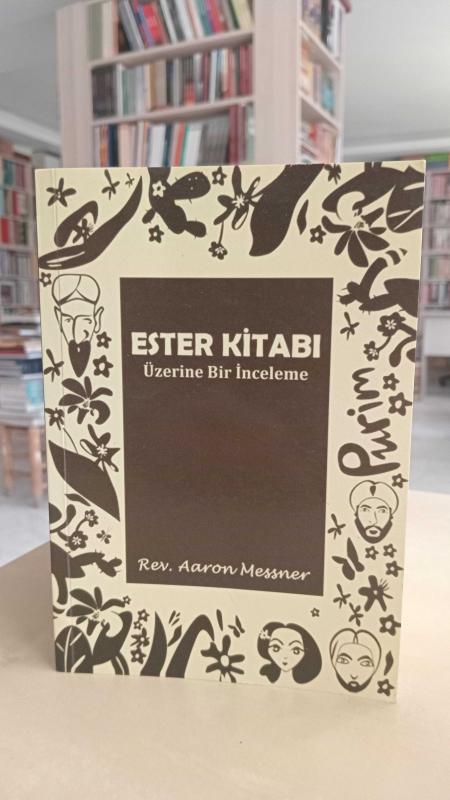 ESTER KİTABI
Üzerine Bir İnceleme
Purim
Rev. Aaron Messner